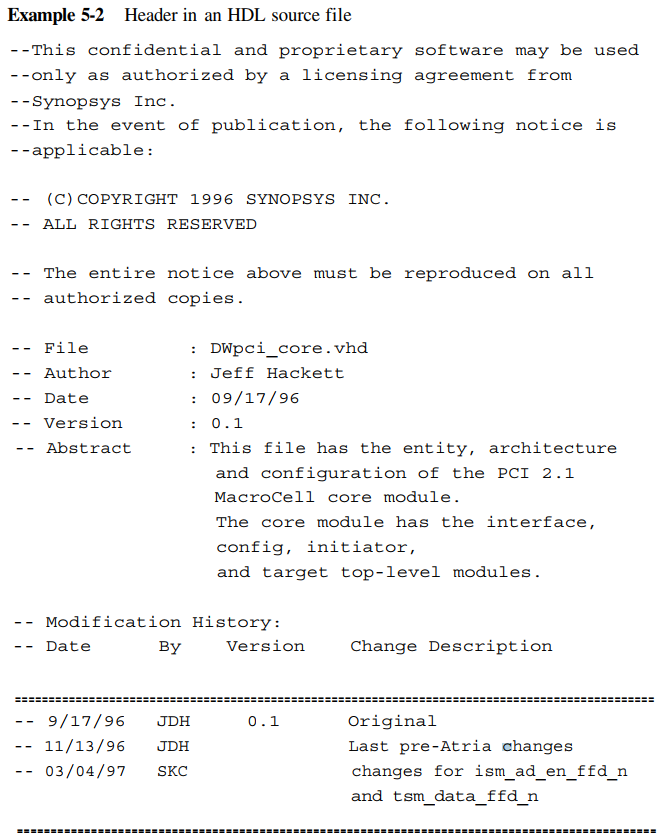 Example 5-2 Header in an HDL source file
--This confidential and proprietary software may be used
--only as authorized by a licensing agreement from
--Synopsys Inc.
--In the event of publication, the following notice is
--applicable:
-- (C)COPYRIGHT 1996 SYNOPSYS INC.
-- ALL RIGHTS RESERVED
-- The entire notice above must be reproduced on all
-- authorized copies.
-- File : DWpci_core.vhd
-- Author : Jeff Hackett
-- Date : 09/17/96
-- Version : 0.1
-- Abstract : This file has the entity, architecture
and configuration of the PCI 2.1
MacroCell core module.
The core module has the interface,
config, initiator,
and target top-level modules.
-- Modification History:
-- Date By Version Change Description
==============================================================================================
-- 9/17/96 JDH 0.1 Original
-- 11/13/96 JDH Last pre-Atria changes
-- 03/04/97 SKC changes for ism_ad_en_ffd_n
and tsm_data_ffd_n
==============================================================================================